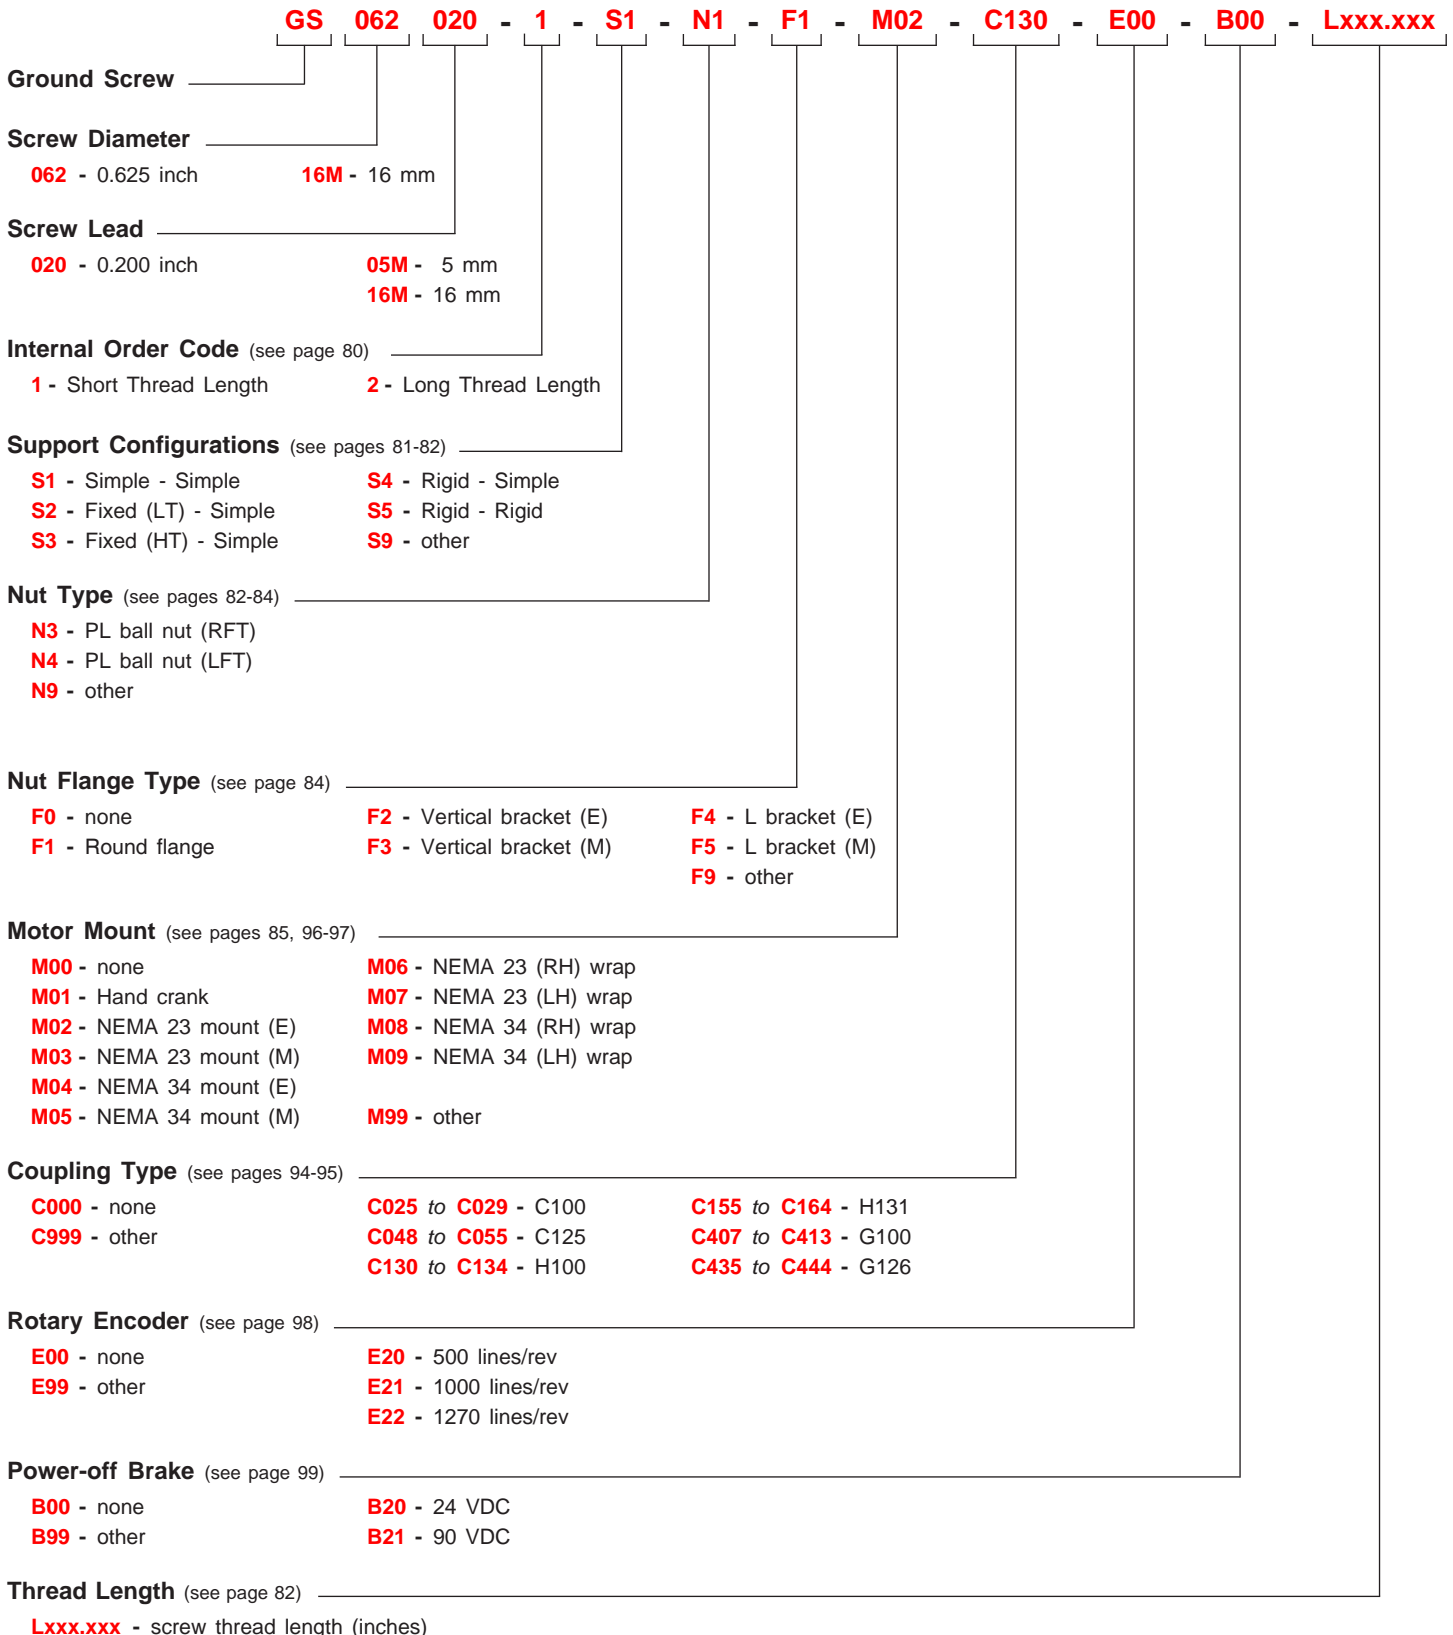 GS 062 020 - 1 - S1 - N1 - F1 - M02 - C130 - E00 - B00 - Lxxx.xxx
Ground Screw
Screw Diameter
062 - 0.625 inch 16M - 16 mm
Screw Lead
020 - 0.200 inch 05M - 5 mm
16M - 16 mm
Internal Order Code (see page 80)
1 - Short Thread Length 2 - Long Thread Length
Support Configurations (see pages 81-82)
S1 - Simple - Simple S4 - Rigid - Simple
S2 - Fixed (LT) - Simple S5 - Rigid - Rigid
S3 - Fixed (HT) - Simple S9 - other
Nut Type (see pages 82-84)
N3 - PL ball nut (RFT)
N4 - PL ball nut (LFT)
N9 - other
Nut Flange Type (see page 84)
F0 - none F2 - Vertical bracket (E) F4 - L bracket (E)
F1 - Round flange F3 - Vertical bracket (M) F5 - L bracket (M)
F9 - other
Motor Mount (see pages 85, 96-97)
M00 - none M06 - NEMA 23 (RH) wrap
M01 - Hand crank M07 - NEMA 23 (LH) wrap
M02 - NEMA 23 mount (E) M08 - NEMA 34 (RH) wrap
M03 - NEMA 23 mount (M) M09 - NEMA 34 (LH) wrap
M04 - NEMA 34 mount (E)
M05 - NEMA 34 mount (M) M99 - other
Coupling Type (see pages 94-95)
C000 - none C025 to C029 - C100 C155 to C164 - H131
C999 - other C048 to C055 - C125 C407 to C413 - G100
C130 to C134 - H100 C435 to C444 - G126
Rotary Encoder (see page 98)
E00 - none E20 - 500 lines/rev
E99 - other E21 - 1000 lines/rev
E22 - 1270 lines/rev
Power-off Brake (see page 99)
B00 - none B20 - 24 VDC
B99 - other B21 - 90 VDC
Thread Length (see page 82)
Lxxx.xxx - screw thread length (inches)